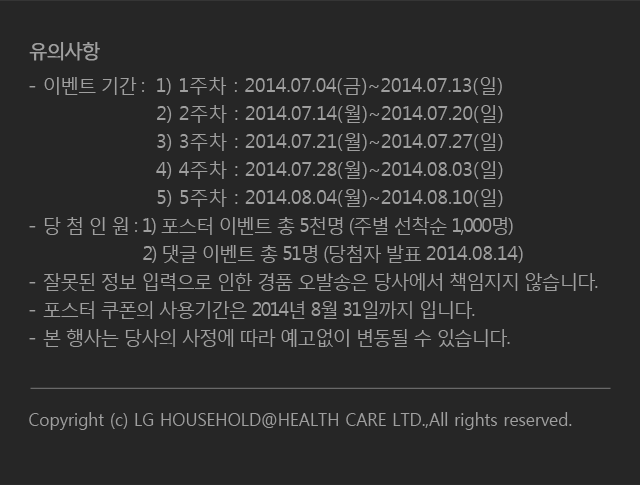 유의사항
- 이벤트 기간 : 1) 1주차 : 2014.07.04(금)~2014.07.13(일)
2) 2주차 : 2014.07.14(월)~2014.07.20(일)
3) 3주차 : 2014.07.21(월)~2014.07.27(일)
4) 4주차 : 2014.07.28(월)~2014.08.03(일)
5) 5주차 : 2014.08.04(월)~2014.08.10(일)
- 당 첨 인 원 : 1) 포스터 이벤트 총 5천명 (주별 선착순 1,000명)
2) 댓글 이벤트 총 51명 (당첨자 발표 2014.08.14)
- 잘못된 정보 입력으로 인한 경품 오발송은 당사에서 책임지지 않습니다.
- 포스터 쿠폰의 사용기간은 2014년 8월 31일까지 입니다.
- 본 행사는 당사의 사정에 따라 예고없이 변동될 수 있습니다.
Copyright (c) LG HOUSEHOLD@HEALTH CARE LTD.,All rights reserved.